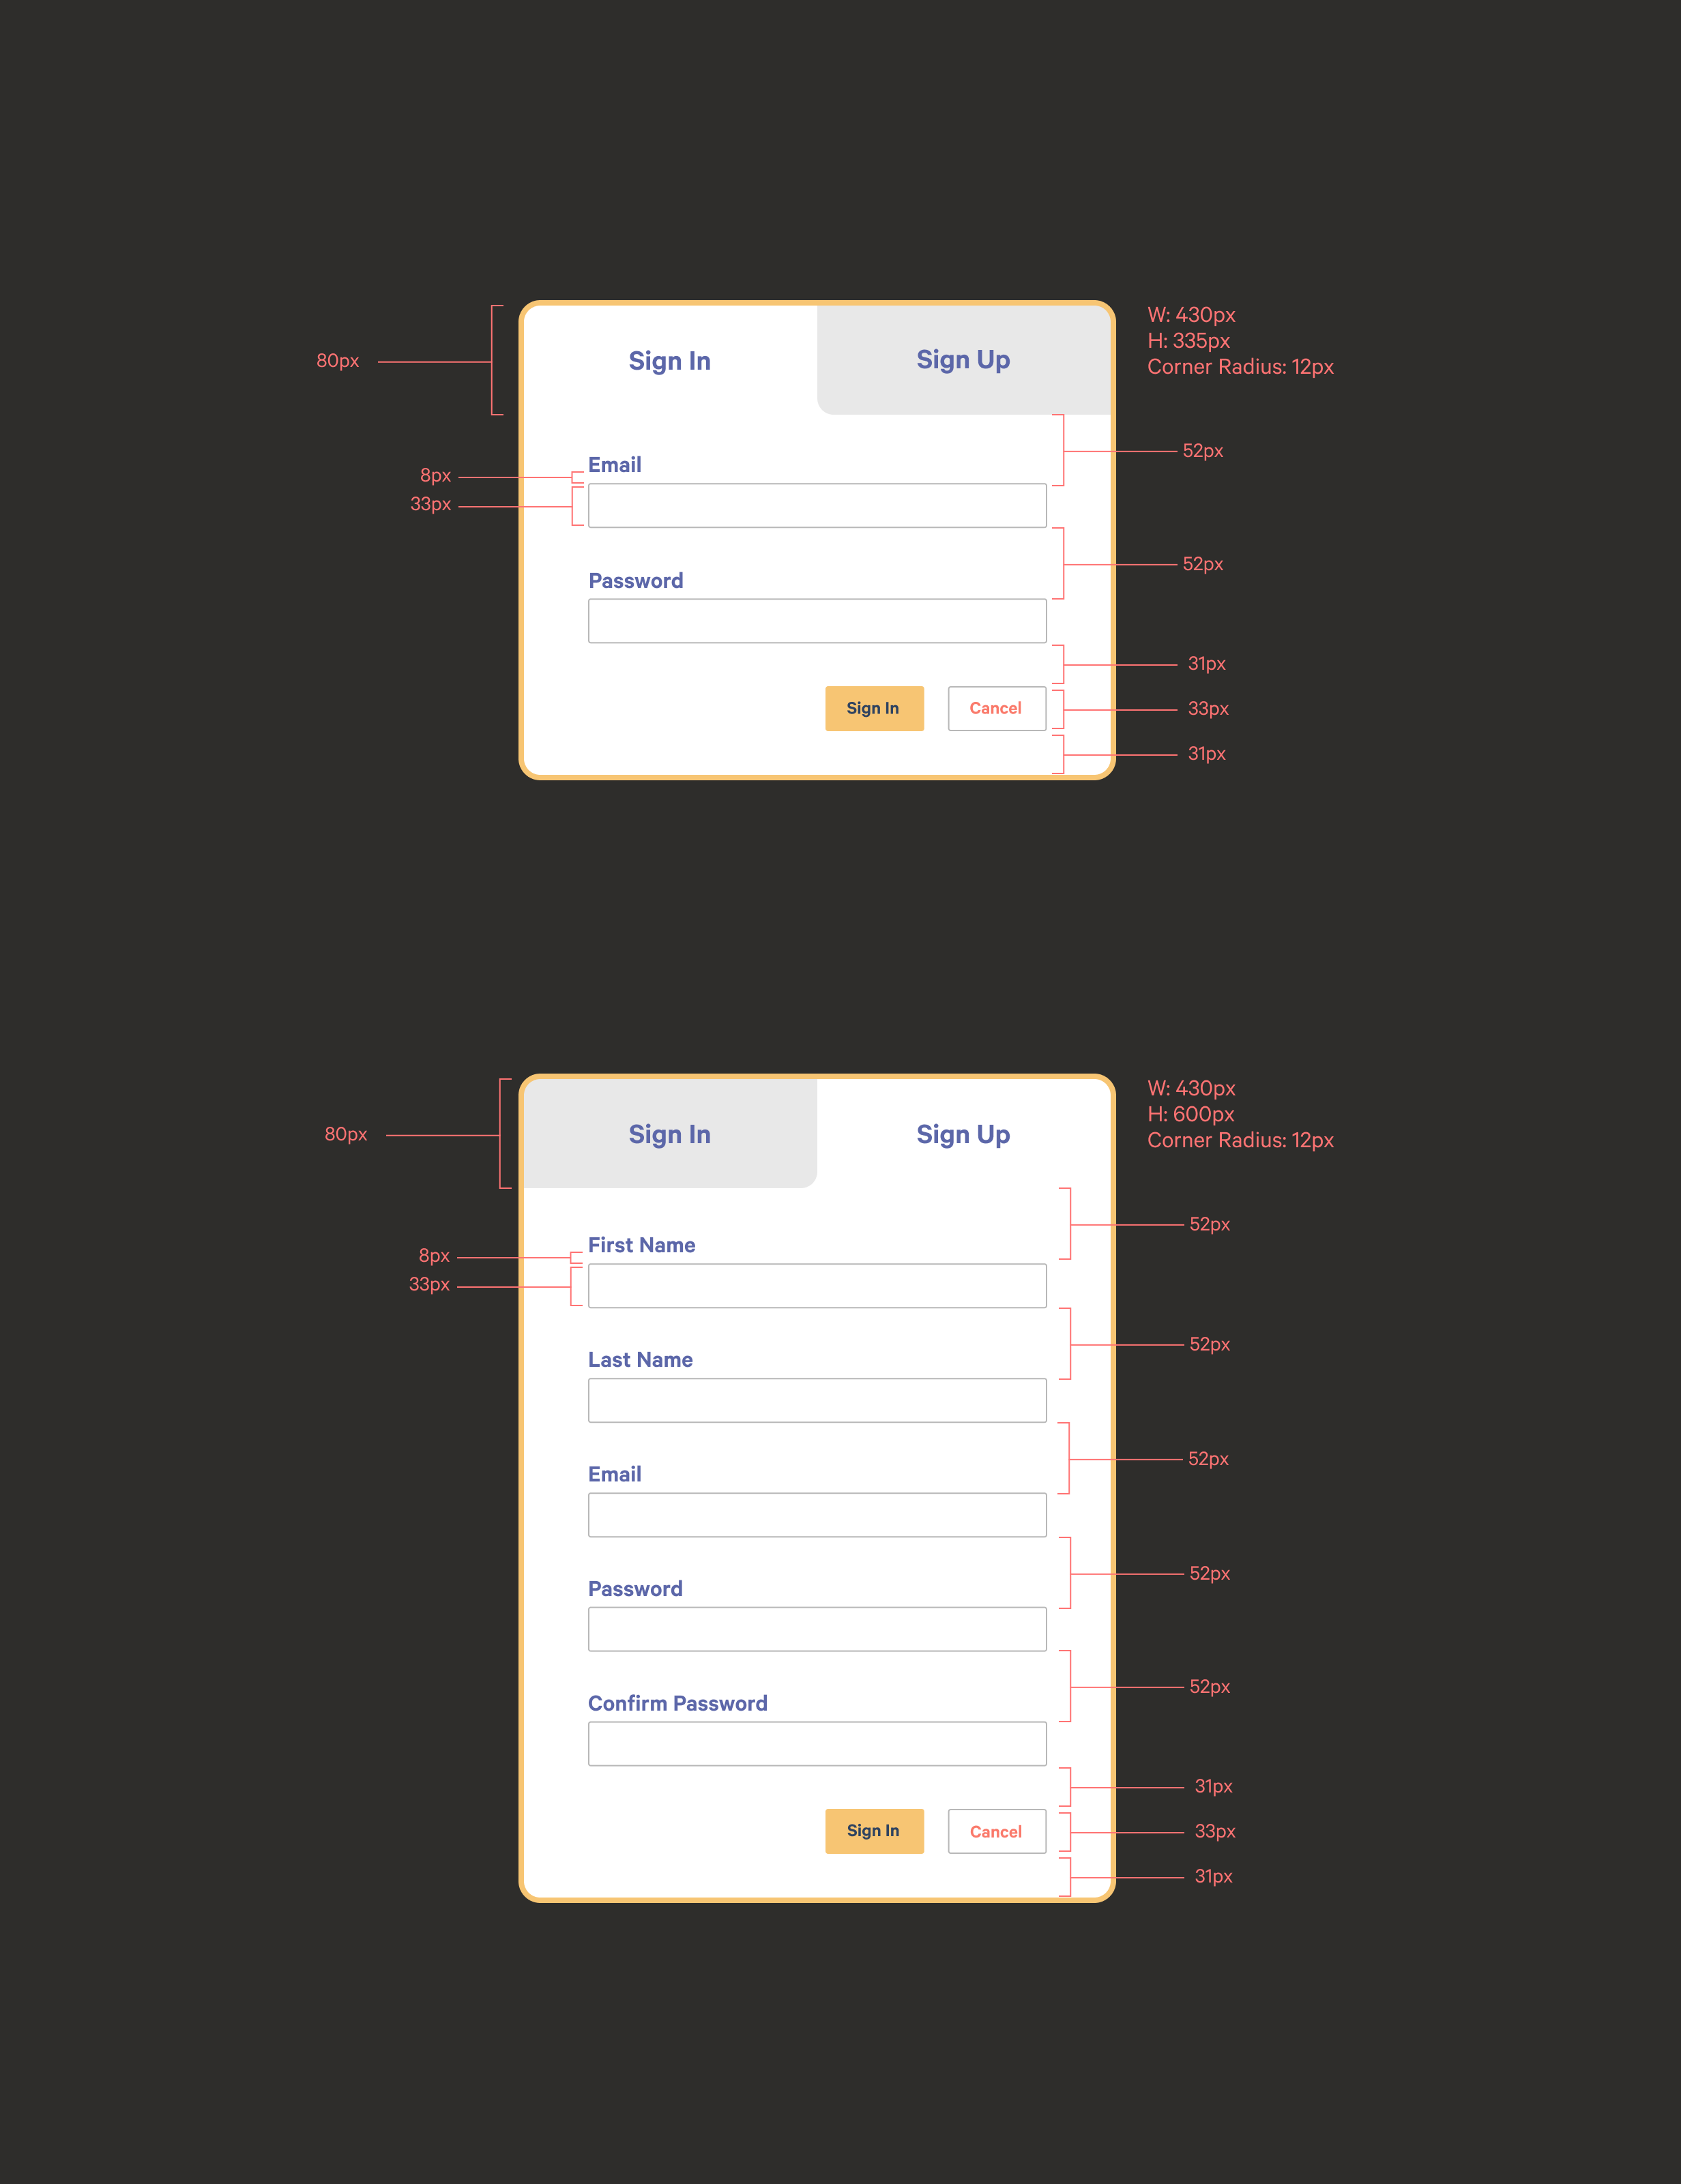 W: 430px
H: 335px
Corner Radius: 12px
80px
Sign In
Sign Up
52px
Email
8px
33px
52px
Password
31px
Sign In
Cancel
33px
31px
W: 430px
H: 600px
Corner Radius: 12px
80px
Sign In
Sign Up
52px
First Name
8px
33px
52px
Last Name
52px
Email
52px
Password
52px
Confirm Password
31px
Sign In
Cancel
33px
31px